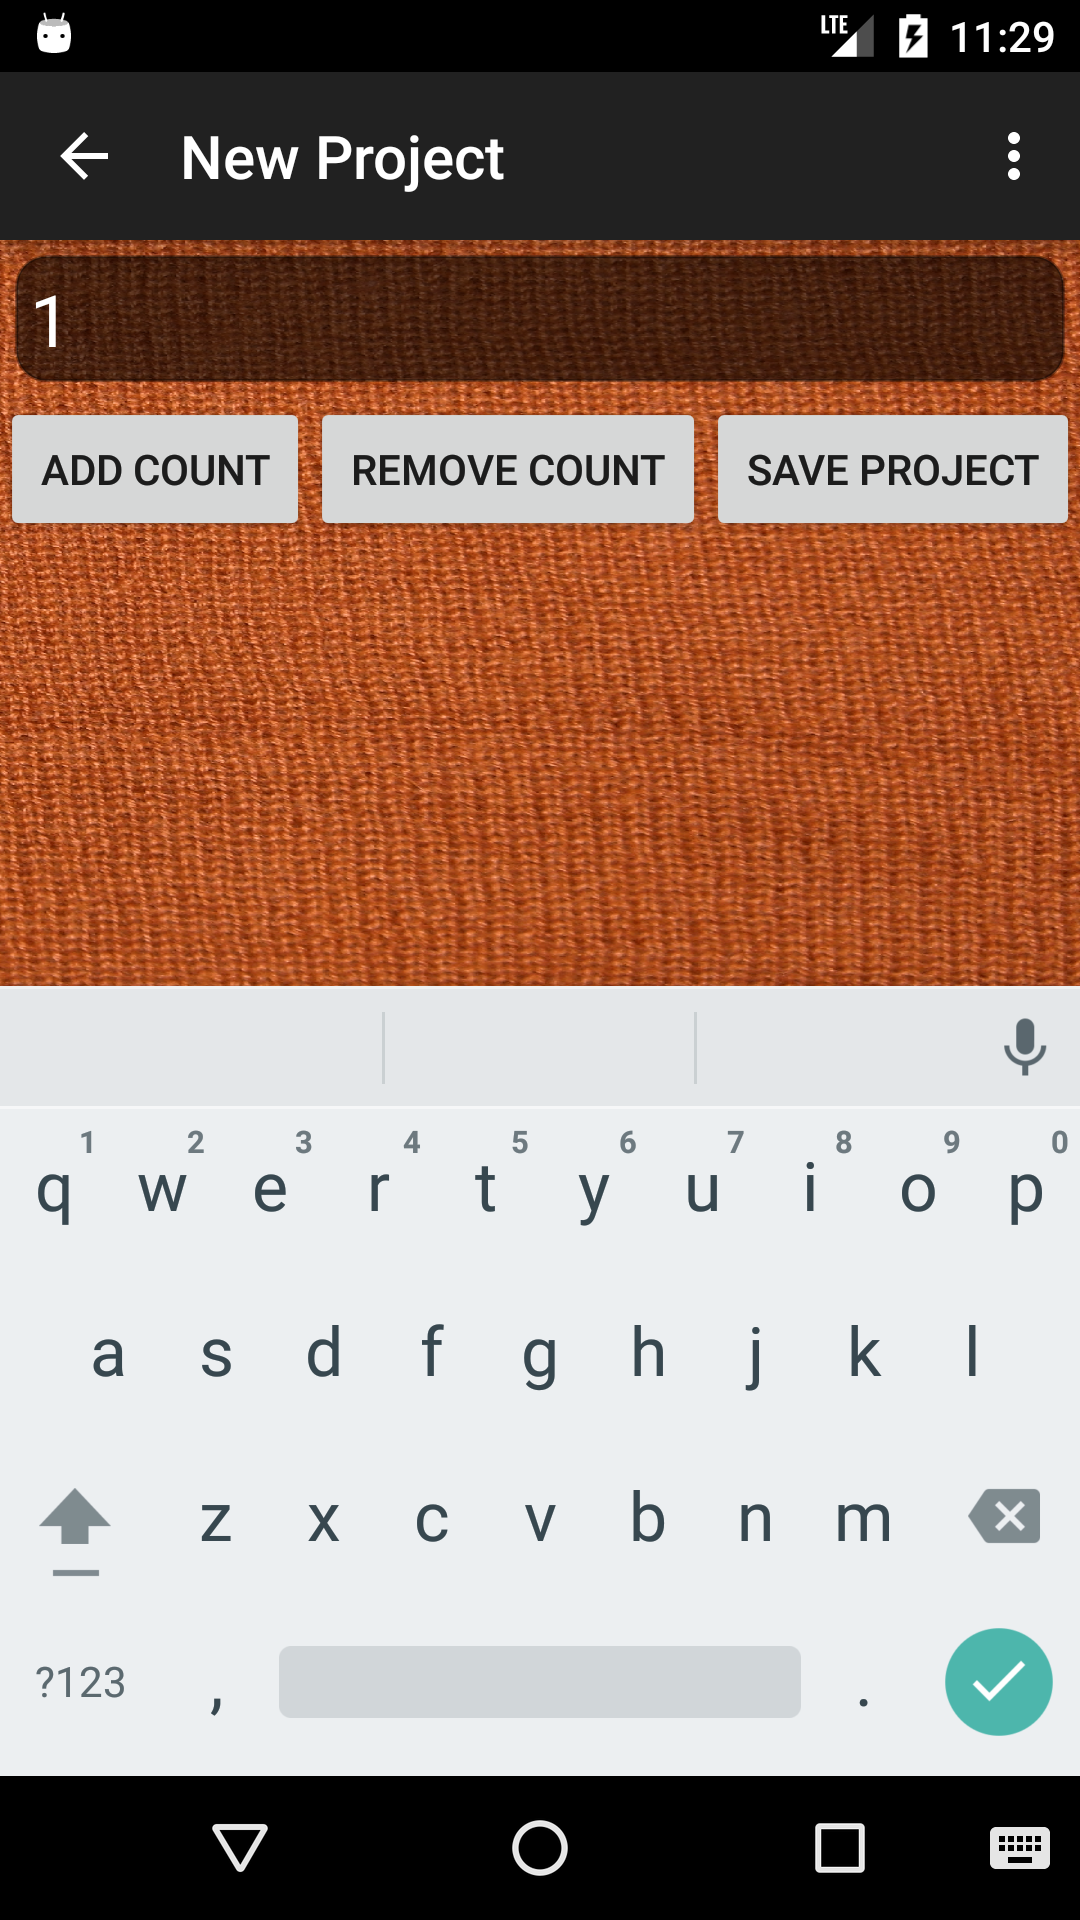 LTE 11:29
New Project
1
ADD COUNT REMOVE COUNT SAVE PROJECT
1 2 3 4 5 6 7 8 9 0
q w e r t y u i o p
a s d f g h j k l
z x c v b n m
?123 , .